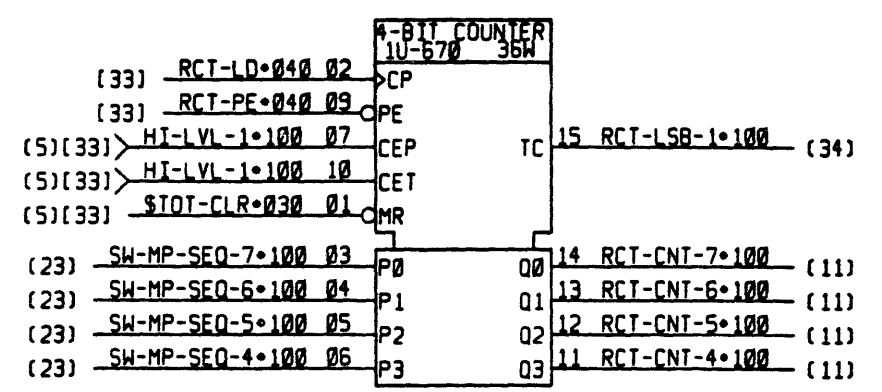 4-BIT COUNTER
1U-670 36W
(33) RCT-LD•040 02 CP
(33) RCT-PE•040 09 PE
(5)(33) HI-LVL-1•100 07 CEP TC 15 RCT-LSB-1•100 (34)
(5)(33) HI-LVL-1•100 10 CET
(5)(33) $TOT-CLR•030 01 MR
(23) SW-MP-SEQ-7•100 03 P0 Q0 14 RCT-CNT-7•100 (11)
(23) SW-MP-SEQ-6•100 04 P1 Q1 13 RCT-CNT-6•100 (11)
(23) SW-MP-SEQ-5•100 05 P2 Q2 12 RCT-CNT-5•100 (11)
(23) SW-MP-SEQ-4•100 06 P3 Q3 11 RCT-CNT-4•100 (11)